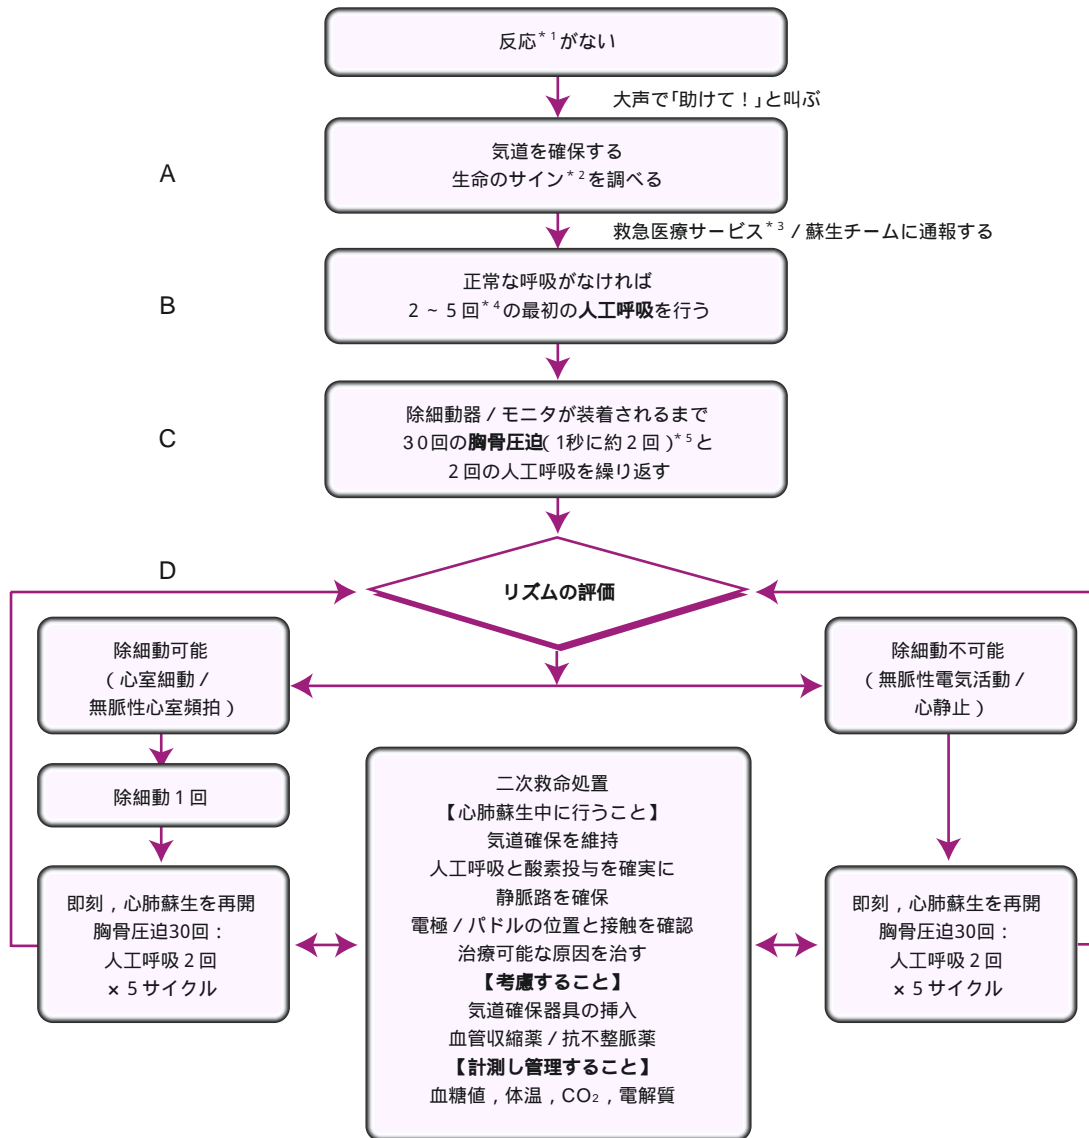 反応*1がない
大声で「助けて！」と叫ぶ
A
気道を確保する
生命のサイン*2を調べる
救急医療サービス*3/蘇生チームに通報する
B
正常な呼吸がなければ
2～5回*4の最初の人工呼吸を行う
C
除細動器/モニタが装着されるまで
30回の胸骨圧迫(1秒に約2回)*5と
2回の人工呼吸を繰り返す
D
リズムの評価
除細動可能
(心室細動/
無脈性心室頻拍)
除細動1回
即刻,心肺蘇生を再開
胸骨圧迫30回:
人工呼吸2回
×5サイクル
二次救命処置
【心肺蘇生中に行うこと】
気道確保を維持
人工呼吸と酸素投与を確実に
静脈路を確保
電極/パドルの位置と接触を確認
治療可能な原因を治す
【考慮すること】
気道確保器具の挿入
血管収縮薬/抗不整脈薬
【計測し管理すること】
血糖値,体温,CO₂,電解質
除細動不可能
(無脈性電気活動/
心静止)
即刻,心肺蘇生を再開
胸骨圧迫30回:
人工呼吸2回
×5サイクル